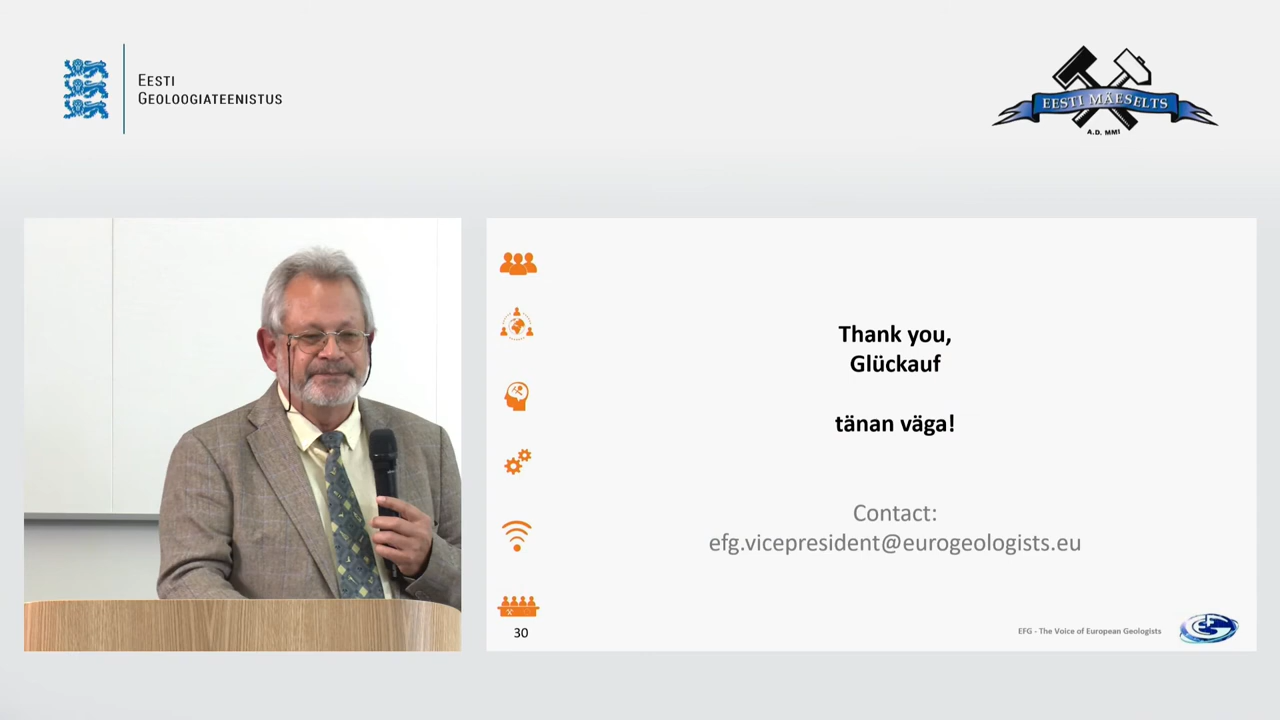 EESTI
GEOLOOGIATEENISTUS
EESTI MÄESELTS
A.D. MMI
Thank you,
Glückauf
tänan väga!
Contact:
efg.vicepresident@eurogeologists.eu
30
EFG - The Voice of European Geologists
EFG